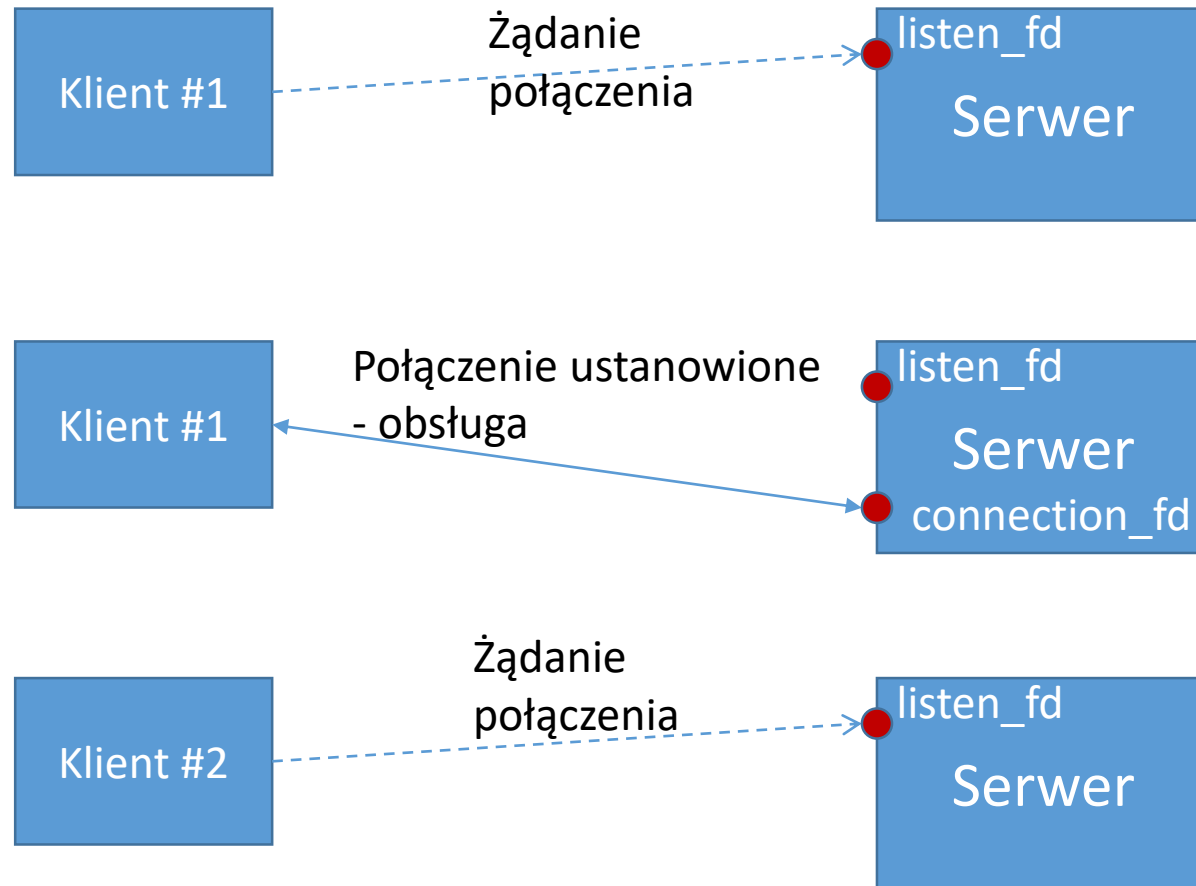 Klient #1
Żądanie
połączenia
listen_fd
Serwer
Klient #1
Połączenie ustanowione
- obsługa
listen_fd
Serwer
connection_fd
Klient #2
Żądanie
połączenia
listen_fd
Serwer